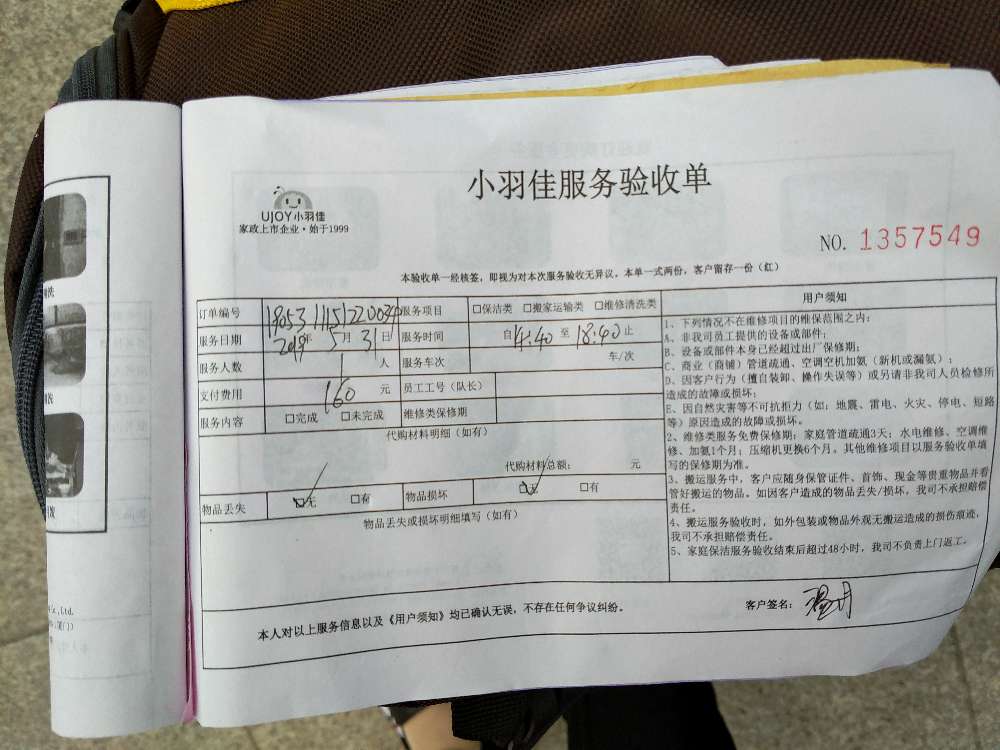 小羽佳服务验收单
UJOY小羽佳
家政上市企业·始于1999
NO. 1357549
本验收单一经核签，即视为对本次服务验收无异议。本单一式两份，客户留存一份（红）
订单编号 服务项目 □保洁类 □搬家运输类 □维修清洗类
服务日期 2019年5月31日 服务时间 自14:40至18:40止
服务人数 1人 服务车次 车/次
支付费用 160元 员工工号（队长）
服务内容 □完成 □未完成 维修类保修期
代购材料明细（如有）
代购材料总额： 元
物品丢失 □无 □有 物品损坏 □无 □有
物品丢失或损坏明细填写（如有）
用户须知
1、下列情况不在维修项目的维保范围之内：
A、非我司员工提供的设备或部件；
B、设备或部件本身已经超过出厂保修期；
C、商业（商铺）管道疏通、空调空机加氨（新机或漏氨）；
D、因客户行为（擅自装卸、操作失误等）或另请非我司人员检修所
造成的故障或损坏；
E、因自然灾害等不可抗拒力（如：地震、雷电、火灾、停电、短路
等）原因造成的故障或损坏。
2、维修类服务免费保修期：家庭管道疏通3天；水电维修、空调维
修、加氨1个月；压缩机更换6个月。其他维修项目以服务验收单填
写的保修期为准。
3、搬运服务中，客户应随身保管证件、首饰、现金等贵重物品并看
管好搬运的物品。如因客户造成的物品丢失/损坏，我司不承担赔偿
责任。
4、搬运服务验收时，如外包装或物品外观无搬运造成的损伤痕迹，
我司不承担赔偿责任。
5、家庭保洁服务验收结束后超过48小时，我司不负责上门返工。
本人对以上服务信息以及《用户须知》均已确认无误，不存在任何争议纠纷。
客户签名：